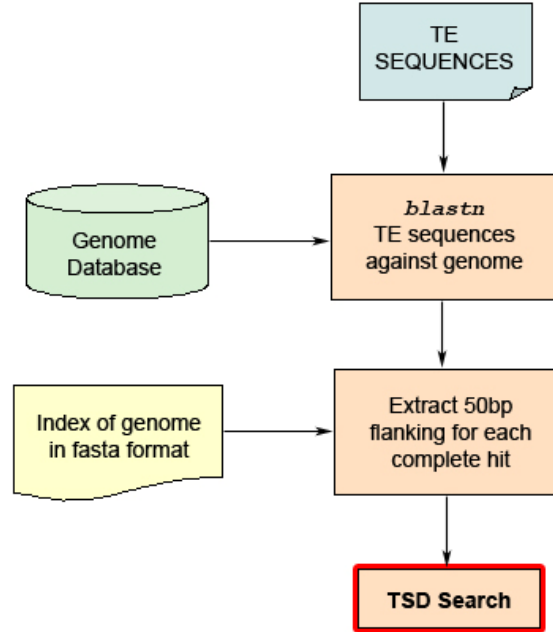 TE
SEQUENCES
blastn
TE sequences
against genome
Genome
Database
Extract 50bp
flanking for each
complete hit
Index of genome
in fasta format
TSD Search